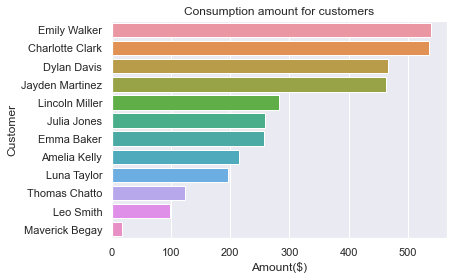 Consumption amount for customers
Customer
Emily Walker
Charlotte Clark
Dylan Davis
Jayden Martinez
Lincoln Miller
Julia Jones
Emma Baker
Amelia Kelly
Luna Taylor
Thomas Chatto
Leo Smith
Maverick Begay
0 100 200 300 400 500
Amount($)